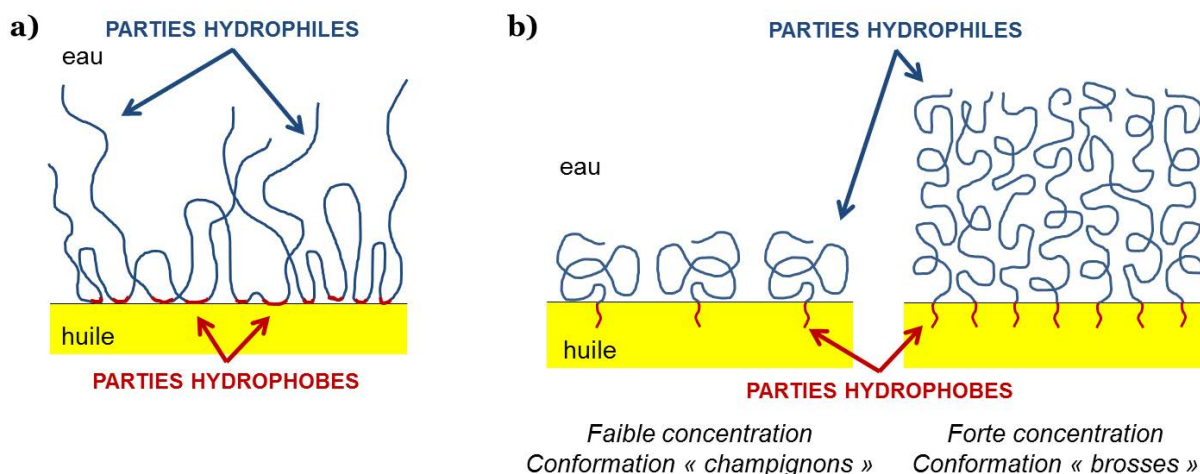 a)
PARTIES HYDROPHILES
eau
huile
PARTIES HYDROPHOBES
b)
PARTIES HYDROPHILES
eau
huile
PARTIES HYDROPHOBES
Faible concentration
Conformation « champignons »
Forte concentration
Conformation « brosses »